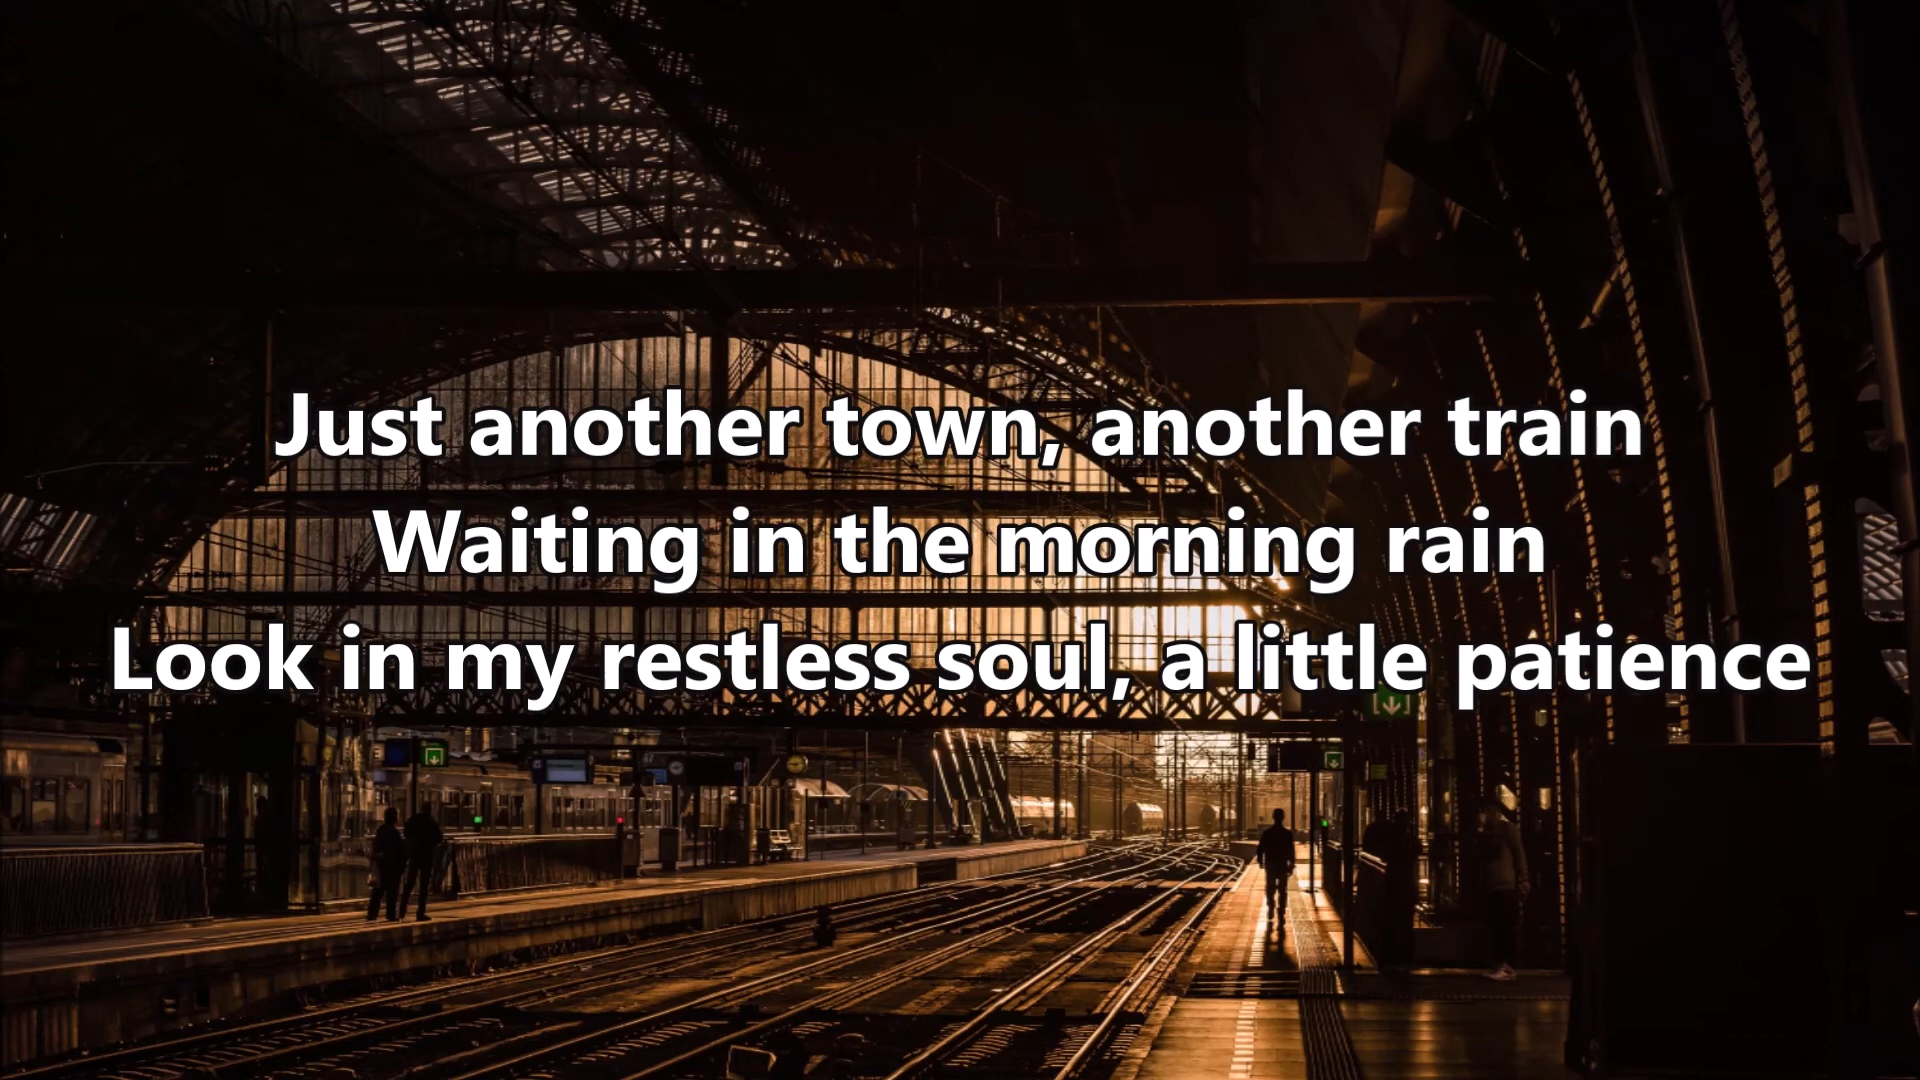 Just another town, another train
Waiting in the morning rain
Look in my restless soul, a little patience